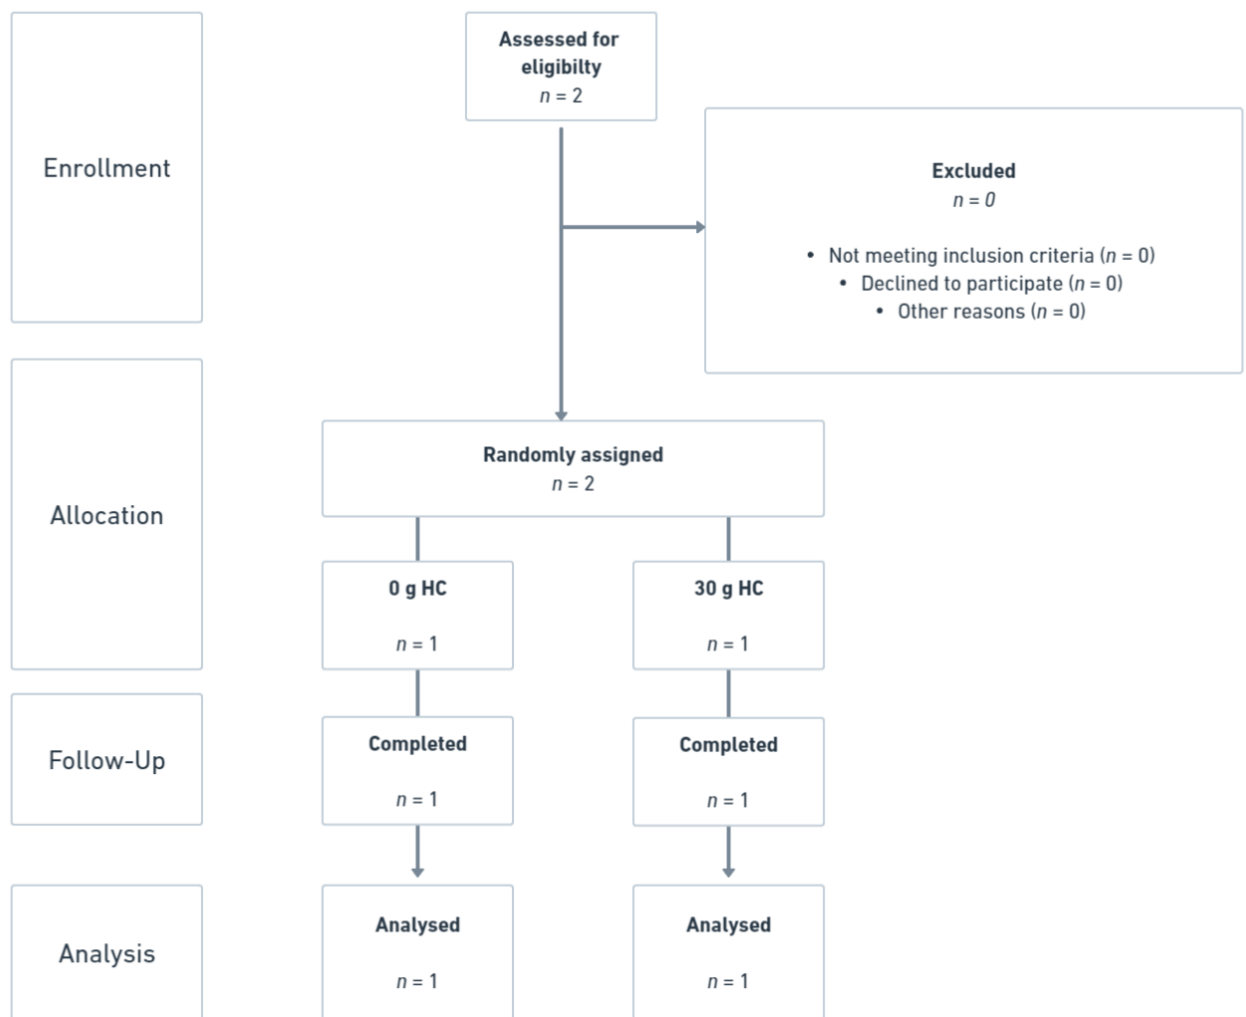 Enrollment
Assessed for
eligibilty
n = 2
Excluded
n = 0
• Not meeting inclusion criteria (n = 0)
• Declined to participate (n = 0)
• Other reasons (n = 0)
Allocation
Randomly assigned
n = 2
0 g HC
n = 1
30 g HC
n = 1
Follow-Up
Completed
n = 1
Completed
n = 1
Analysis
Analysed
n = 1
Analysed
n = 1